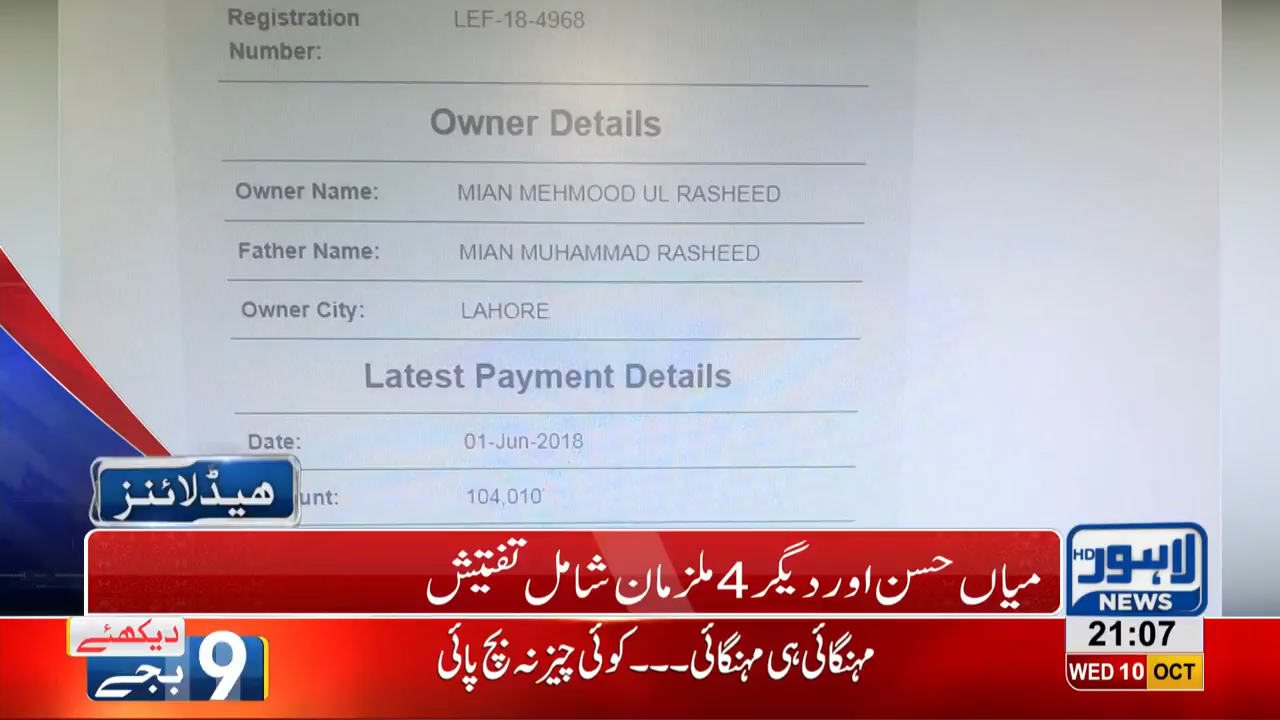 Registration Number: LEF-18-4968
Owner Details
Owner Name: MIAN MEHMOOD UL RASHEED
Father Name: MIAN MUHAMMAD RASHEED
Owner City: LAHORE
Latest Payment Details
Date: 01-Jun-2018
unt: 104,010
ھیڈلائنز
میاں حسن اور دیگر 4 ملزمان شامل تفتیش
لاہور HD
NEWS
21:07
WED 10 OCT
دیکھئے
9 بجے
مہنگائی ہی مہنگائی۔۔۔ کوئی چیز نہ بچ پائی